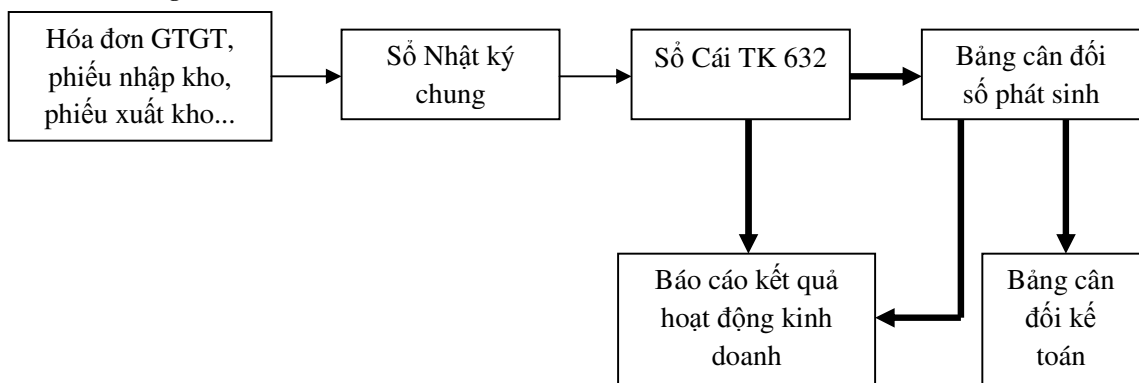 Hóa đơn GTGT,
phiếu nhập kho,
phiếu xuất kho...
Sổ Nhật ký
chung
Sổ Cái TK 632
Bảng cân đối
số phát sinh
Báo cáo kết quả
hoạt động kinh
doanh
Bảng cân
đối kế
toán